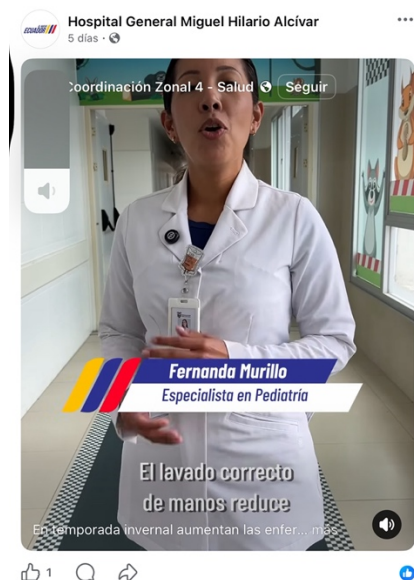 ECUADOR
Hospital General Miguel Hilario Alcívar
5 días ·
Coordinación Zonal 4 - Salud
Seguir
Fernanda Murillo
Especialista en Pediatría
El lavado correcto
de manos reduce
En temporada invernal aumentan las enfer... más
1